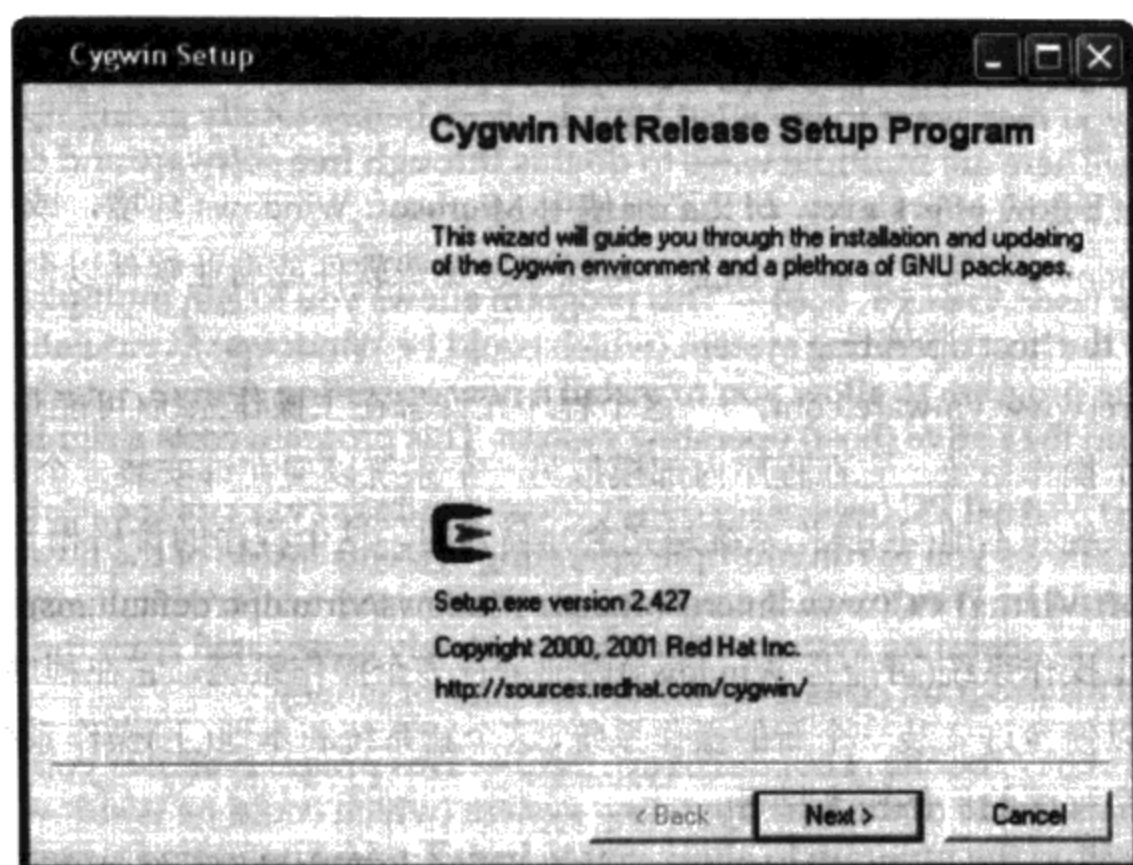 Cygwin Setup
Cygwin Net Release Setup Program
This wizard will guide you through the installation and updating
of the Cygwin environment and a plethora of GNU packages.
Setup.exe version 2.427
Copyright 2000, 2001 Red Hat Inc.
http://sources.redhat.com/cygwin/
< Back Next > Cancel